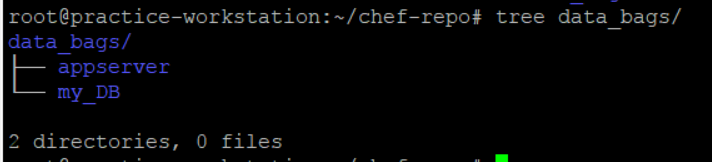 root@practice-workstation:~/chef-repo# tree data_bags/
data_bags/
├── appserver
└── my_DB
2 directories, 0 files